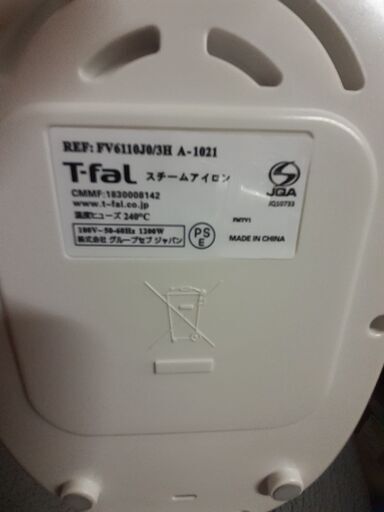 REF: FV6110J0/3H A-1021
T-faL スチームアイロン
CMMF:1830008142
www.t-fal.co.jp
温度ヒューズ 240℃
100V~50-60Hz 1200W
株式会社 グループセブ ジャパン
PS
E
JQA
MADE IN CHINA